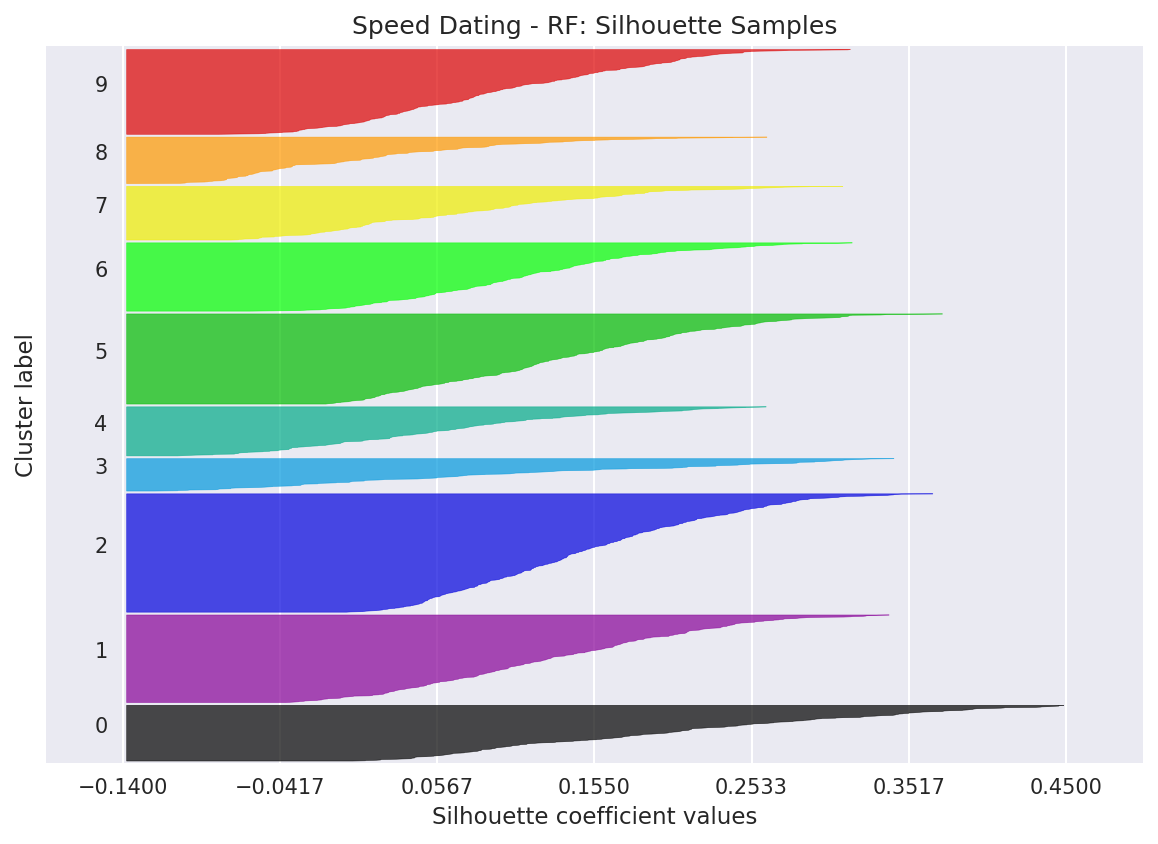 Speed Dating - RF: Silhouette Samples
9
8
7
6
5
4
3
2
1
0
Cluster label
−0.1400 −0.0417 0.0567 0.1550 0.2533 0.3517 0.4500
Silhouette coefficient values